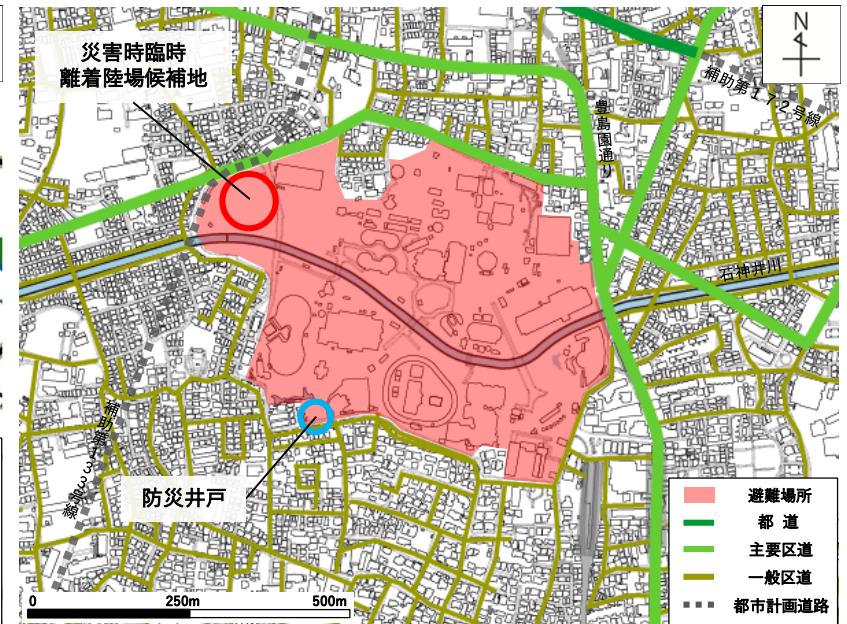 災害時臨時
離着陸場候補地
N
補助第172号線
豊島園通り
石神井川
補助第133号線
防災井戸
避難場所
都 道
主要区道
一般区道
都市計画道路
0 250m 500m